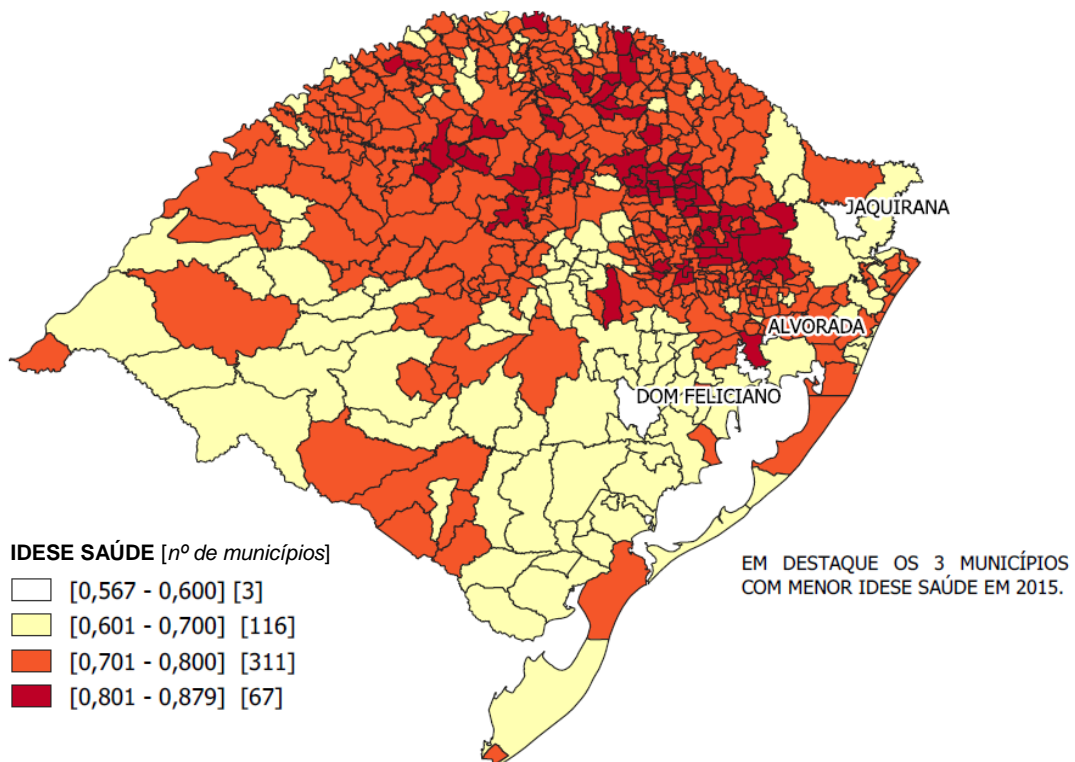 JAQUIRANA
ALVORADA
DOM FELICIANO
IDESE SAÚDE [nº de municípios]
[0,567 - 0,600] [3]
[0,601 - 0,700] [116]
[0,701 - 0,800] [311]
[0,801 - 0,879] [67]
EM DESTAQUE OS 3 MUNICÍPIOS
COM MENOR IDESE SAÚDE EM 2015.